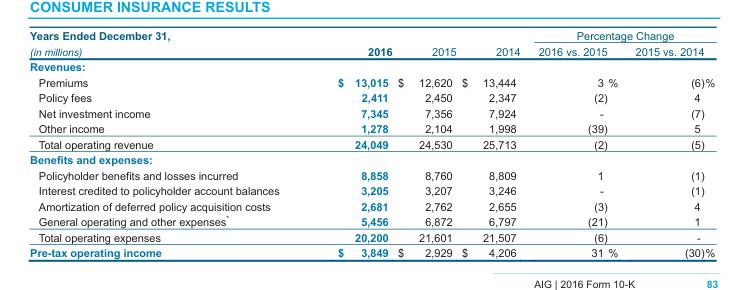 CONSUMER INSURANCE RESULTS
Years Ended December 31, Percentage Change
(in millions) 2016 2015 2014 2016 vs. 2015 2015 vs. 2014
Revenues:
Premiums $ 13,015 $ 12,620 $ 13,444 3 % (6)%
Policy fees 2,411 2,450 2,347 (2) 4
Net investment income 7,345 7,356 7,924 - (7)
Other income 1,278 2,104 1,998 (39) 5
Total operating revenue 24,049 24,530 25,713 (2) (5)
Benefits and expenses:
Policyholder benefits and losses incurred 8,858 8,760 8,809 1 (1)
Interest credited to policyholder account balances 3,205 3,207 3,246 - (1)
Amortization of deferred policy acquisition costs 2,681 2,762 2,655 (3) 4
General operating and other expenses* 5,456 6,872 6,797 (21) 1
Total operating expenses 20,200 21,601 21,507 (6) -
Pre-tax operating income $ 3,849 $ 2,929 $ 4,206 31 % (30)%
AIG | 2016 Form 10-K 83